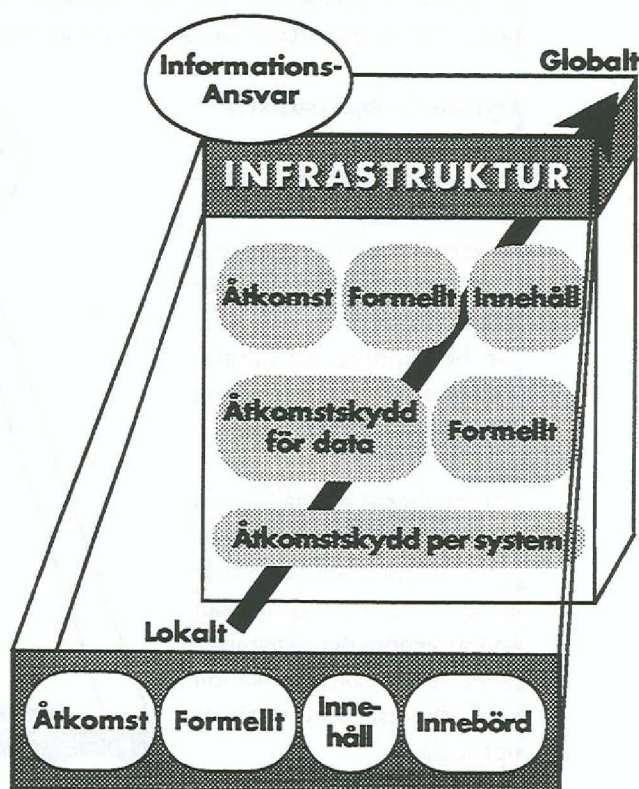 Informations-
Ansvar
Globalt
INFRASTRUKTUR
Åtkomst Formellt Innehåll
Åtkomstskydd
för data
Formellt
Åtkomstskydd per system
Lokalt
Åtkomst Formellt Inne-
håll Innebörd